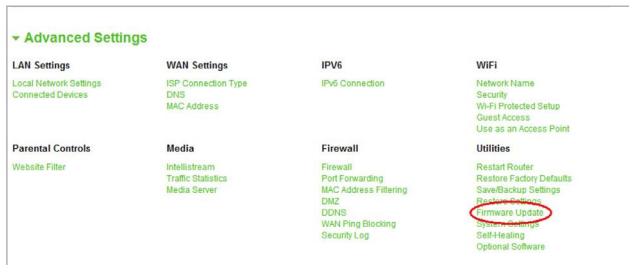 Advanced Settings
LAN Settings
Local Network Settings
Connected Devices
WAN Settings
ISP Connection Type
DNS
MAC Address
IPV6
IPv6 Connection
WiFi
Network Name
Security
Wi-Fi Protected Setup
Guest Access
Use as an Access Point
Parental Controls
Website Filter
Media
Intellistream
Traffic Statistics
Media Server
Firewall
Firewall
Port Forwarding
MAC Address Filtering
DMZ
DDNS
WAN Ping Blocking
Security Log
Utilities
Restart Router
Restore Factory Defaults
Save/Backup Settings
Restore Settings
Firmware Update
System Settings
Self-Healing
Optional Software